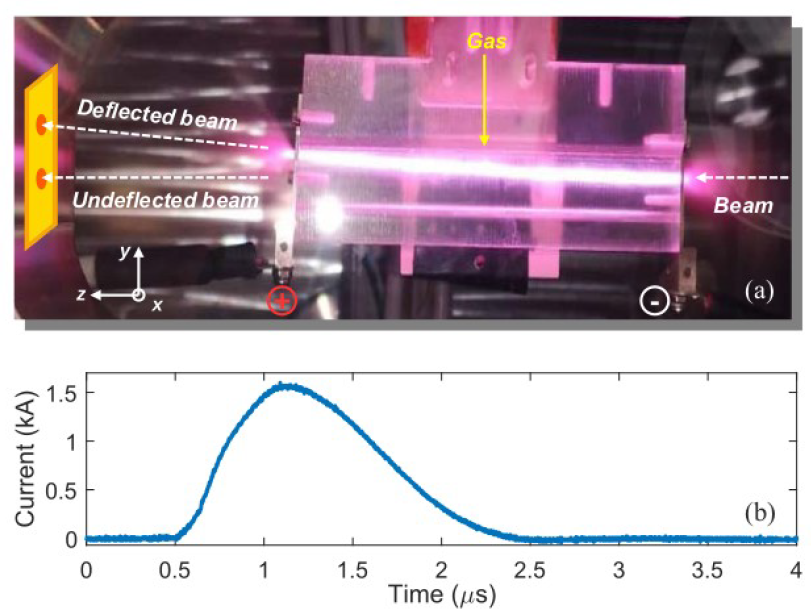 Gas
Deflected beam
Undeflected beam
Beam
y
z
x
+
-
(a)
Current (kA)
1.5
1
0.5
0
(b)
0 0.5 1 1.5 2 2.5 3 3.5 4
Time (μs)